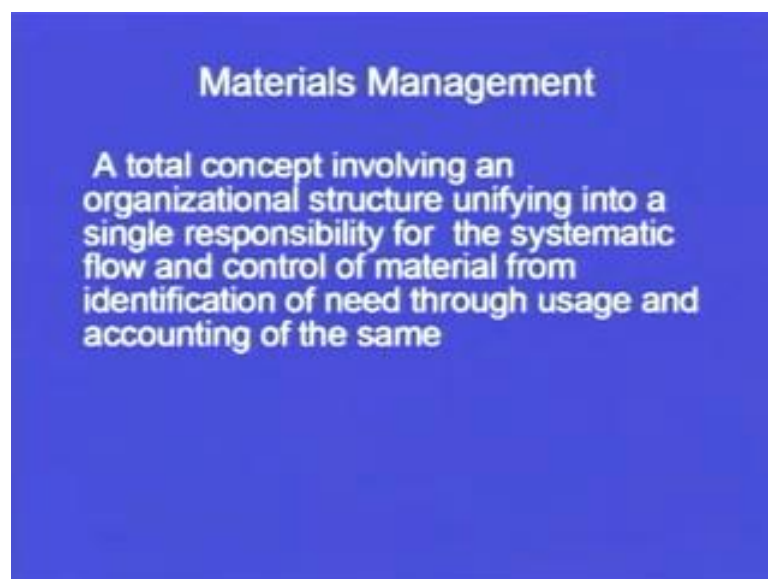 Materials Management
A total concept involving an
organizational structure unifying into a
single responsibility for the systematic
flow and control of material from
identification of need through usage and
accounting of the same